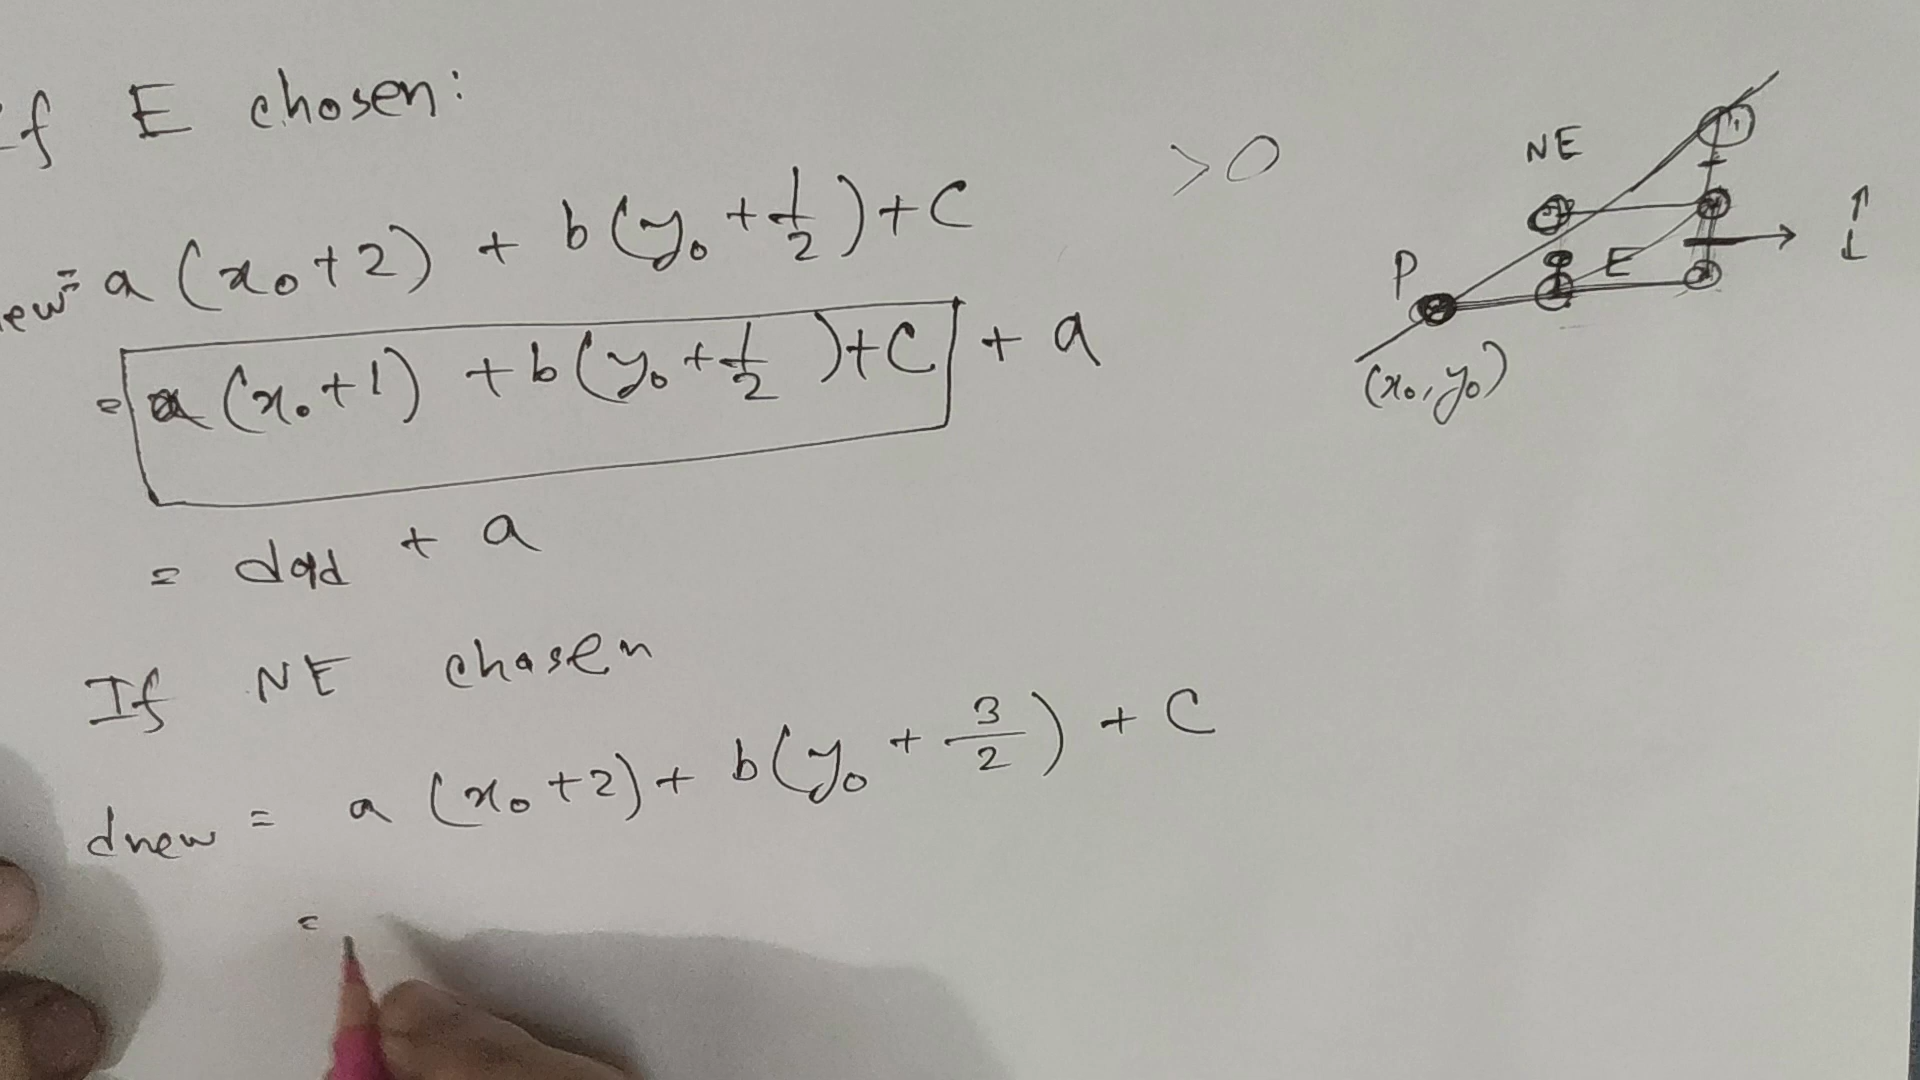 If E chosen:
new = a (x₀+2) + b(y₀ + 1/2) + C
= a (x₀+1) + b(y₀ + 1/2) + C + a
= dold + a
If NE chosen
dnew = a (x₀+2) + b(y₀ + 3/2) + C
=
>0
NE
P
E
(x₀, y₀)